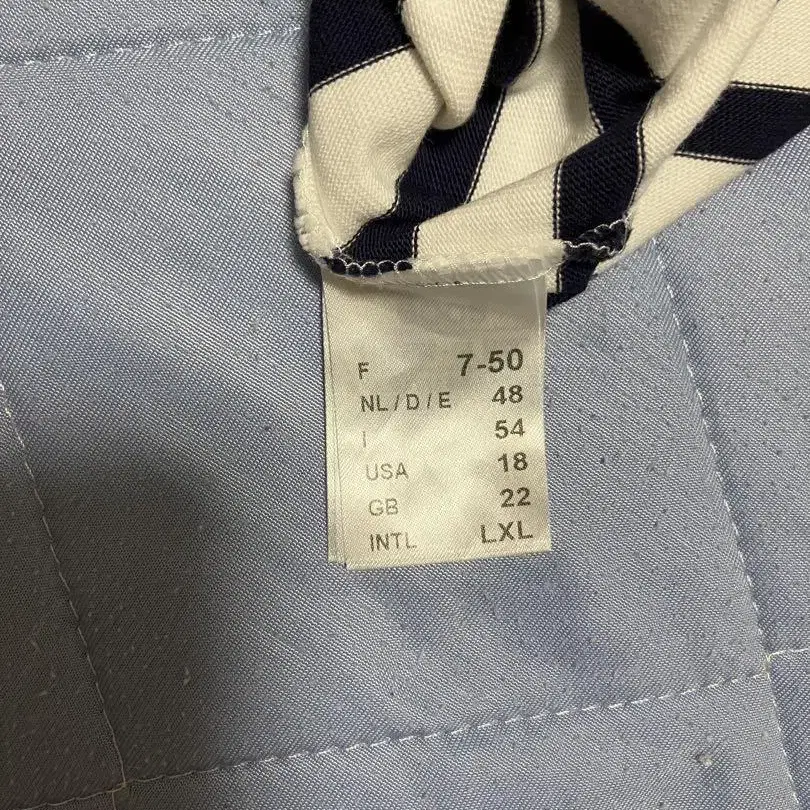 F 7-50
NL / D / E 48
I 54
USA 18
GB 22
INTL LXL